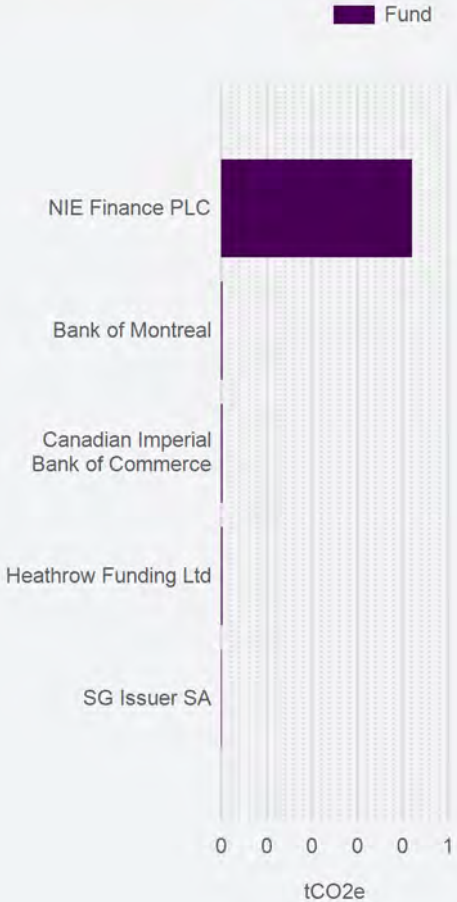 Fund
NIE Finance PLC
Bank of Montreal
Canadian Imperial
Bank of Commerce
Heathrow Funding Ltd
SG Issuer SA
0 0 0 0 0 1
tCO2e